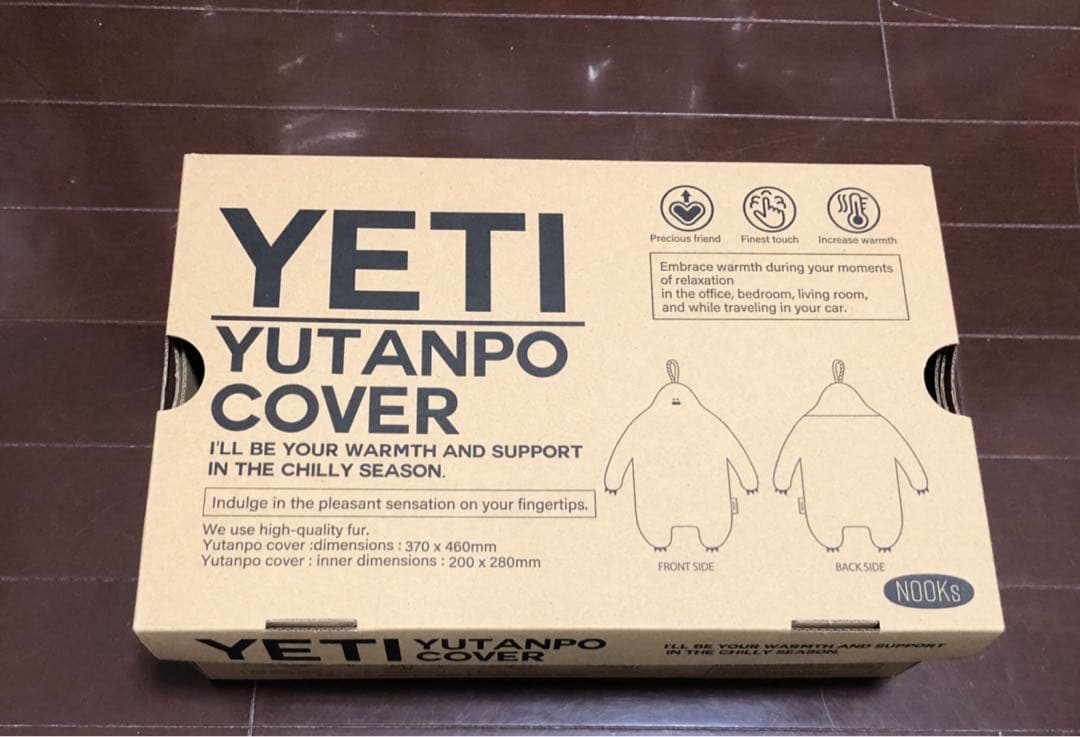 YETI
YUTANPO
COVER
I'LL BE YOUR WARMTH AND SUPPORT
IN THE CHILLY SEASON.
Indulge in the pleasant sensation on your fingertips.
We use high-quality fur.
Yutanpo cover :dimensions : 370 x 460mm
Yutanpo cover : inner dimensions : 200 x 280mm
Precious friend
Finest touch
Increase warmth
Embrace warmth during your moments
of relaxation
in the office, bedroom, living room,
and while traveling in your car.
FRONT SIDE
BACK SIDE
NOOKs
YETI YUTANPO
COVER
I'LL BE YOUR WARMTH AND SUPPORT
IN THE CHILLY SEASON.